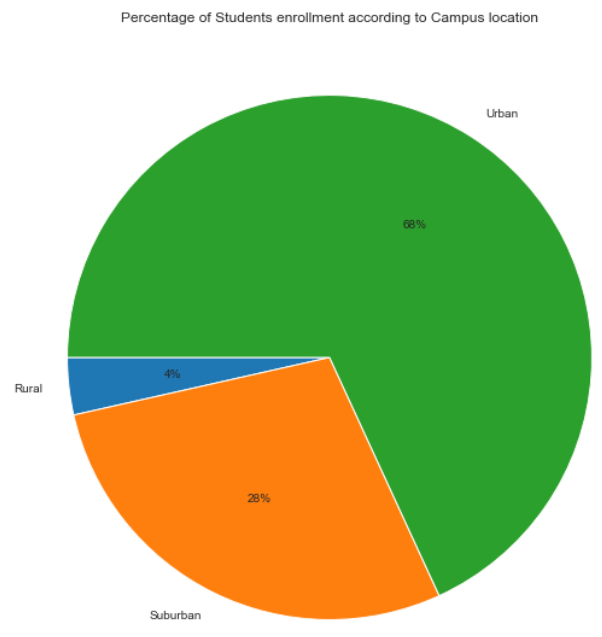 Percentage of Students enrollment according to Campus location
Urban
68%
4%
Rural
28%
Suburban